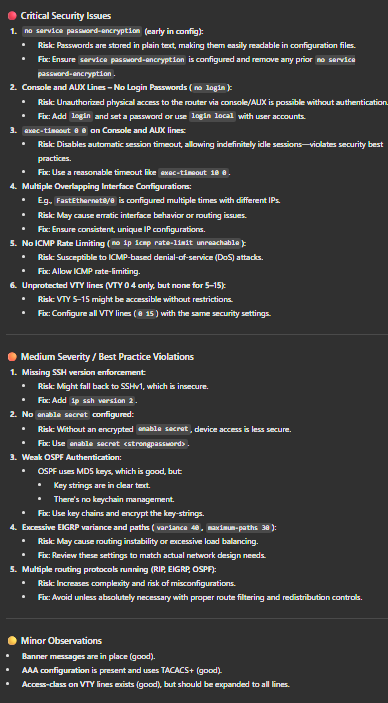 Critical Security Issues
1. no service password-encryption (early in config):
Risk: Passwords are stored in plain text, making them easily readable in configuration files.
Fix: Ensure service password-encryption is configured and remove any prior no service
password-encryption.
2. Console and AUX Lines – No Login Passwords (no login):
Risk: Unauthorized physical access to the router via console/AUX is possible without authentication.
Fix: Add login and set a password or use login local with user accounts.
3. exec-timeout 0 0 on Console and AUX lines:
Risk: Disables automatic session timeout, allowing indefinitely idle sessions—violates security best
practices.
Fix: Use a reasonable timeout like exec-timeout 10 0.
4. Multiple Overlapping Interface Configurations:
E.g., FastEthernet0/0 is configured multiple times with different IPs.
Risk: May cause erratic interface behavior or routing issues.
Fix: Ensure consistent, unique IP configurations.
5. No ICMP Rate Limiting (no ip icmp rate-limit unreachable):
Risk: Susceptible to ICMP-based denial-of-service (DoS) attacks.
Fix: Allow ICMP rate-limiting.
6. Unprotected VTY lines (VTY 0 4 only, but none for 5–15):
Risk: VTY 5–15 might be accessible without restrictions.
Fix: Configure all VTY lines (0 15) with the same security settings.
Medium Severity / Best Practice Violations
1. Missing SSH version enforcement:
Risk: Might fall back to SSHv1, which is insecure.
Fix: Add ip ssh version 2.
2. No enable secret configured:
Risk: Without an encrypted enable secret, device access is less secure.
Fix: Use enable secret <strongpassword>.
3. Weak OSPF Authentication:
OSPF uses MD5 keys, which is good, but:
Key strings are in clear text.
There's no keychain management.
Fix: Use key chains and encrypt the key-strings.
4. Excessive EIGRP variance and paths (variance 40, maximum-paths 30):
Risk: May cause routing instability or excessive load balancing.
Fix: Review these settings to match actual network design needs.
5. Multiple routing protocols running (RIP, EIGRP, OSPF):
Risk: Increases complexity and risk of misconfigurations.
Fix: Avoid unless absolutely necessary with proper route filtering and redistribution controls.
Minor Observations
Banner messages are in place (good).
AAA configuration is present and uses TACACS+ (good).
Access-class on VTY lines exists (good), but should be expanded to all lines.